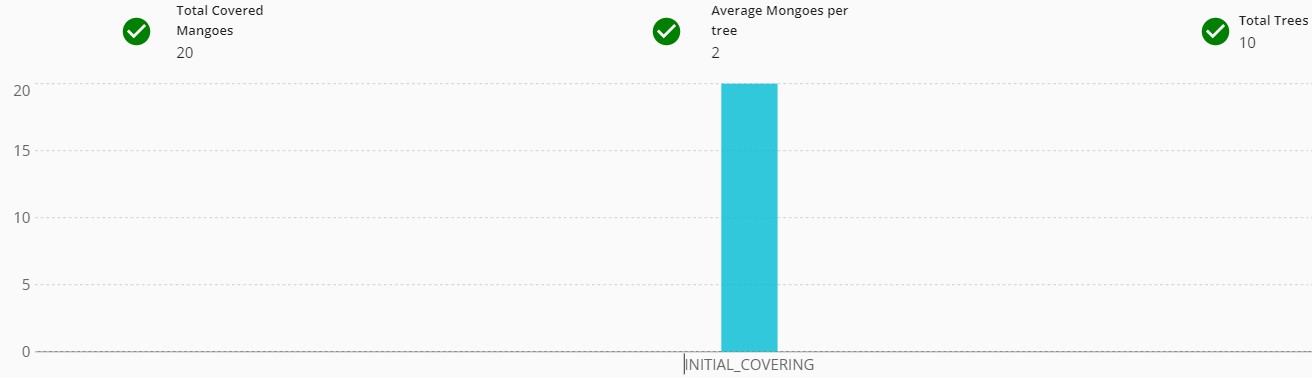 Total Covered
Mangoes
20
Average Mongoes per
tree
2
Total Trees
10
20
15
10
5
0
INITIAL_COVERING